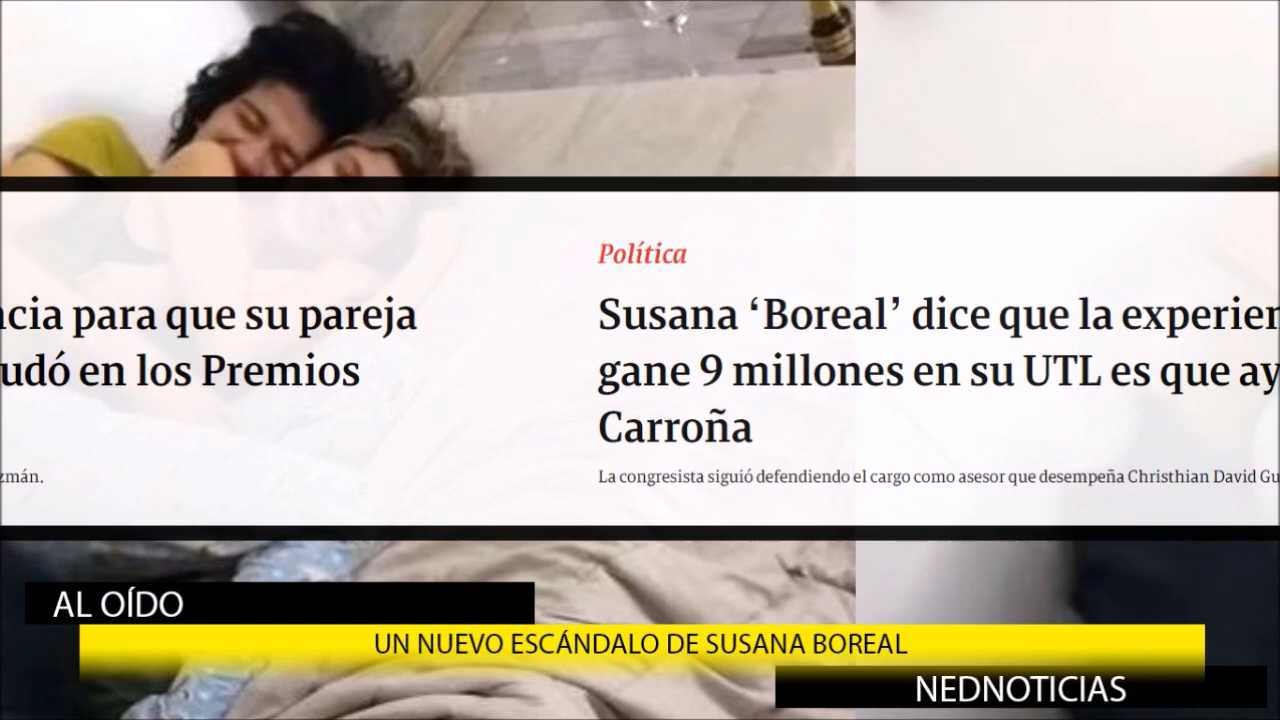 ncia para que su pareja
udó en los Premios
zmán.
Política
Susana ‘Boreal’ dice que la experien
gane 9 millones en su UTL es que ay
Carroña
La congresista siguió defendiendo el cargo como asesor que desempeña Christhian David Gu
AL OÍDO
UN NUEVO ESCÁNDALO DE SUSANA BOREAL
NEDNOTICIAS